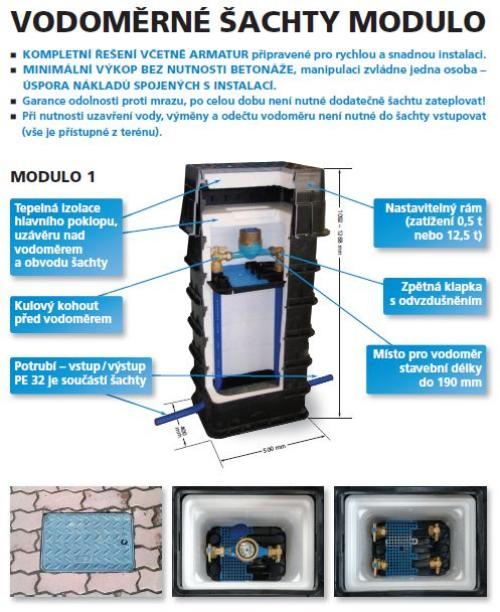 VODOMĚRNÉ ŠACHTY MODULO
▪ KOMPLETNÍ ŘEŠENÍ VČETNĚ ARMATUR připravené pro rychlou a snadnou instalaci.
▪ MINIMÁLNÍ VÝKOP BEZ NUTNOSTI BETONÁŽE, manipulaci zvládne jedna osoba –
ÚSPORA NÁKLADŮ SPOJENÝCH S INSTALACÍ.
▪ Garance odolnosti proti mrazu, po celou dobu není nutné dodatečně šachtu zateplovat!
▪ Při nutnosti uzavření vody, výměny a odečtu vodoměru není nutné do šachty vstupovat
(vše je přístupné z terénu).
MODULO 1
Tepelná izolace
hlavního poklopu,
uzávěru nad
vodoměrem
a obvodu šachty
Kulový kohout
před vodoměrem
Potrubí – vstup/výstup
PE 32 je součástí šachty
Nastavitelný rám
(zatížení 0,5 t
nebo 12,5 t)
Zpětná klapka
s odvzdušněním
Místo pro vodoměr
stavební délky
do 190 mm
400
mm
500 mm